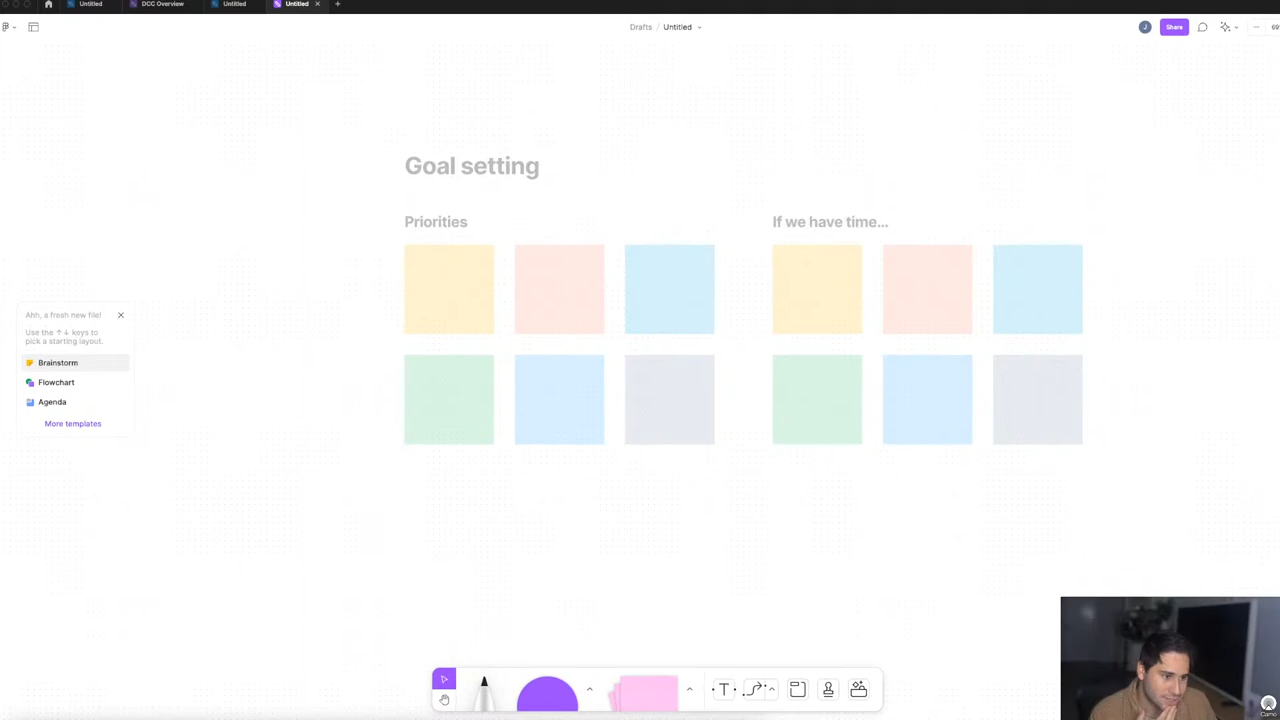 Untitled
DCC Overview
Untitled
Untitled
Drafts / Untitled
J
Share
Goal setting
Priorities
If we have time...
Ahh, a fresh new file!
Use the ↑ ↓ keys to
pick a starting layout.
Brainstorm
Flowchart
Agenda
More templates
T
Camo